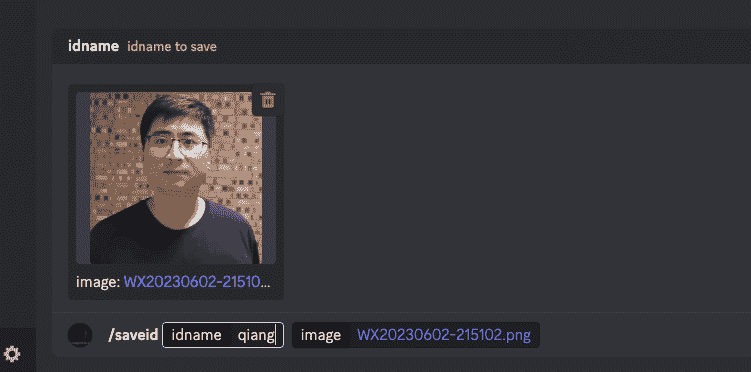 idname idname to save
image: WX20230602-21510...
/saveid idname qiang image WX20230602-215102.png